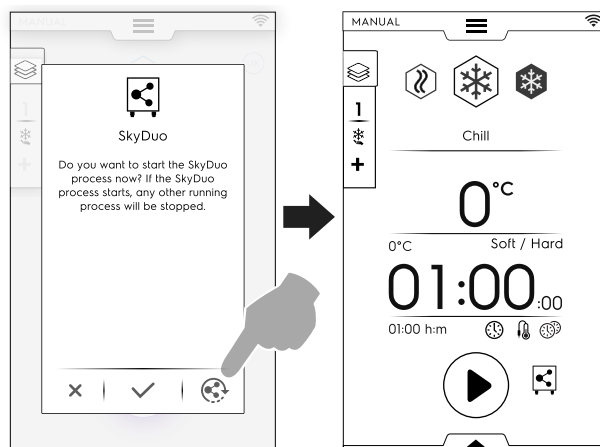 MANUAL
1
SkyDuo
Do you want to start the SkyDuo
process now? If the SkyDuo
process starts, any other running
process will be stopped.
MANUAL
1
Chill
0°C
0°C Soft / Hard
01:00:00
01:00 h:m